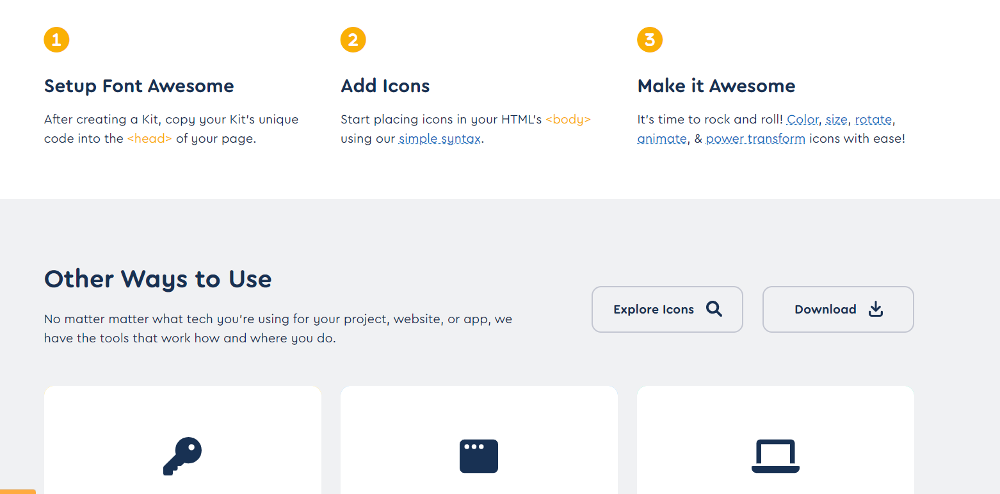 1
Setup Font Awesome
After creating a Kit, copy your Kit's unique
code into the <head> of your page.
2
Add Icons
Start placing icons in your HTML's <body>
using our simple syntax.
3
Make it Awesome
It's time to rock and roll! Color, size, rotate,
animate, & power transform icons with ease!
Other Ways to Use
No matter matter what tech you're using for your project, website, or app, we
have the tools that work how and where you do.
Explore Icons
Download